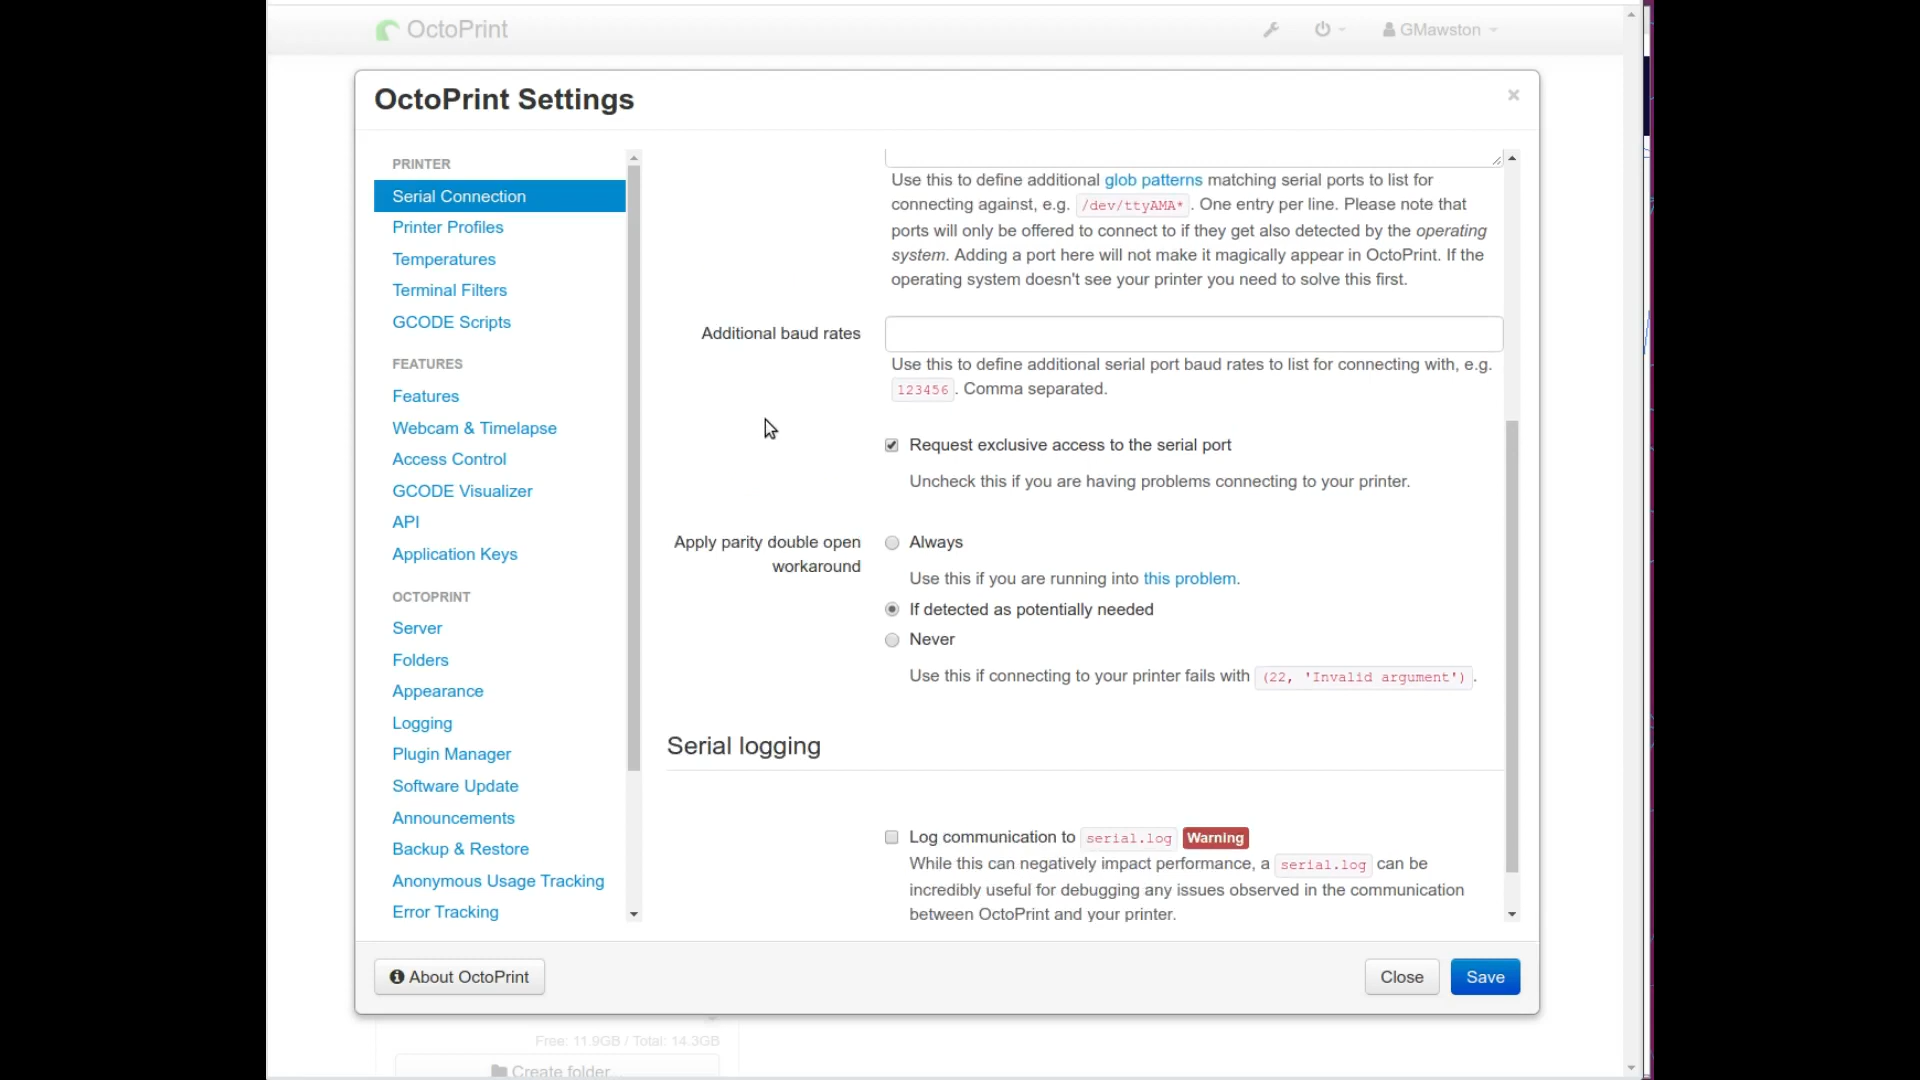 OctoPrint
GMawston
OctoPrint Settings
×
PRINTER
Serial Connection
Printer Profiles
Temperatures
Terminal Filters
GCODE Scripts
FEATURES
Features
Webcam & Timelapse
Access Control
GCODE Visualizer
API
Application Keys
OCTOPRINT
Server
Folders
Appearance
Logging
Plugin Manager
Software Update
Announcements
Backup & Restore
Anonymous Usage Tracking
Error Tracking
Use this to define additional glob patterns matching serial ports to list for
connecting against, e.g. /dev/ttyAMA* . One entry per line. Please note that
ports will only be offered to connect to if they get also detected by the operating
system. Adding a port here will not make it magically appear in OctoPrint. If the
operating system doesn't see your printer you need to solve this first.
Additional baud rates
Use this to define additional serial port baud rates to list for connecting with, e.g.
123456 . Comma separated.
Request exclusive access to the serial port
Uncheck this if you are having problems connecting to your printer.
Apply parity double open
workaround
Always
Use this if you are running into this problem.
If detected as potentially needed
Never
Use this if connecting to your printer fails with (22, 'Invalid argument') .
Serial logging
Log communication to serial.log Warning
While this can negatively impact performance, a serial.log can be
incredibly useful for debugging any issues observed in the communication
between OctoPrint and your printer.
About OctoPrint
Close
Save
Free: 11.9GB / Total: 14.3GB
Create folder...